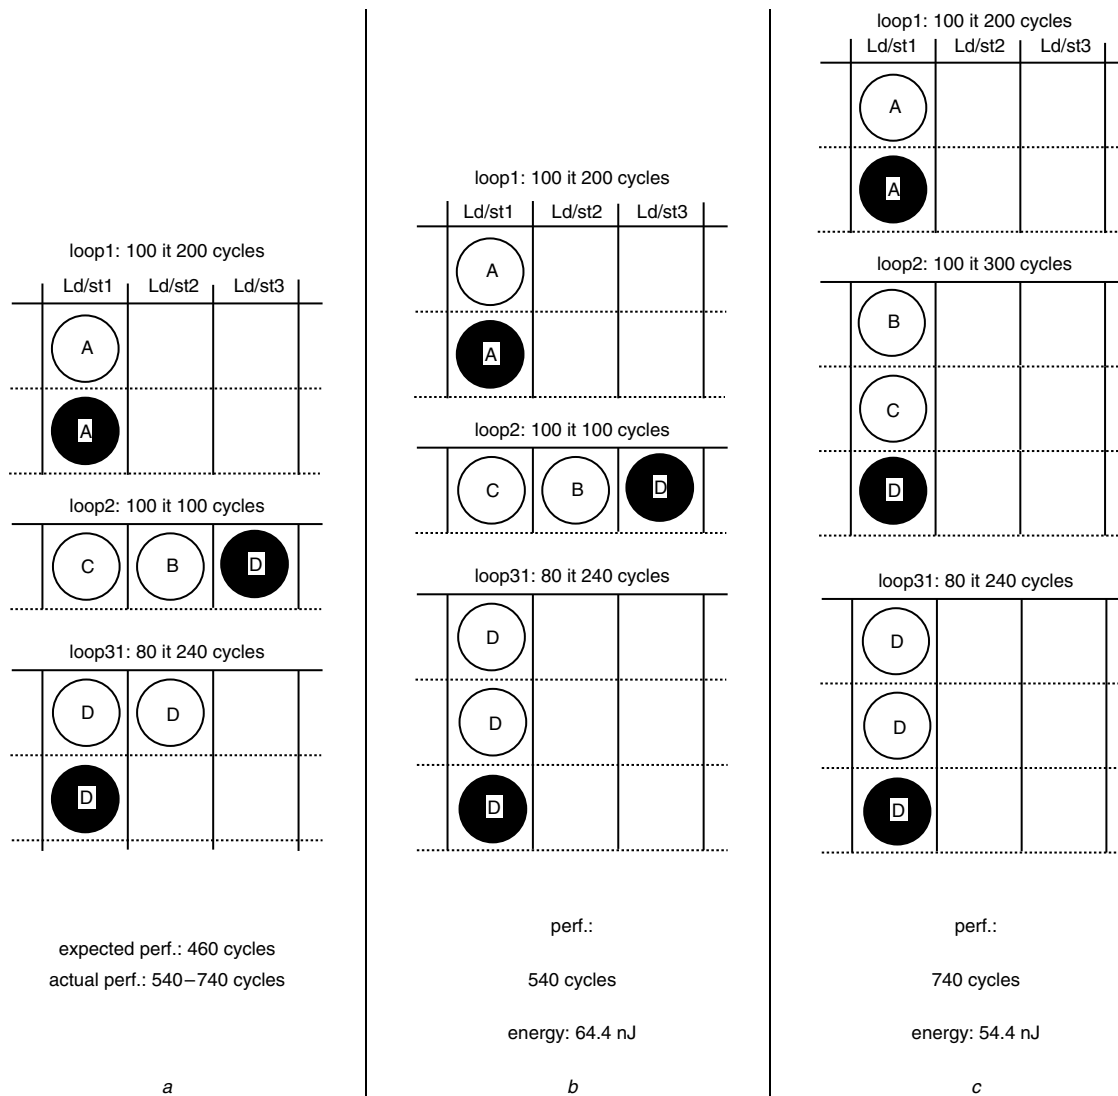 loop1: 100 it 200 cycles
Ld/st1 Ld/st2 Ld/st3
A
A
loop2: 100 it 100 cycles
C B D
loop31: 80 it 240 cycles
D D
D
expected perf.: 460 cycles
actual perf.: 540–740 cycles
a
loop1: 100 it 200 cycles
Ld/st1 Ld/st2 Ld/st3
A
A
loop2: 100 it 100 cycles
C B D
loop31: 80 it 240 cycles
D
D
D
perf.:
540 cycles
energy: 64.4 nJ
b
loop1: 100 it 200 cycles
Ld/st1 Ld/st2 Ld/st3
A
A
loop2: 100 it 300 cycles
B
C
D
loop31: 80 it 240 cycles
D
D
D
perf.:
740 cycles
energy: 54.4 nJ
c